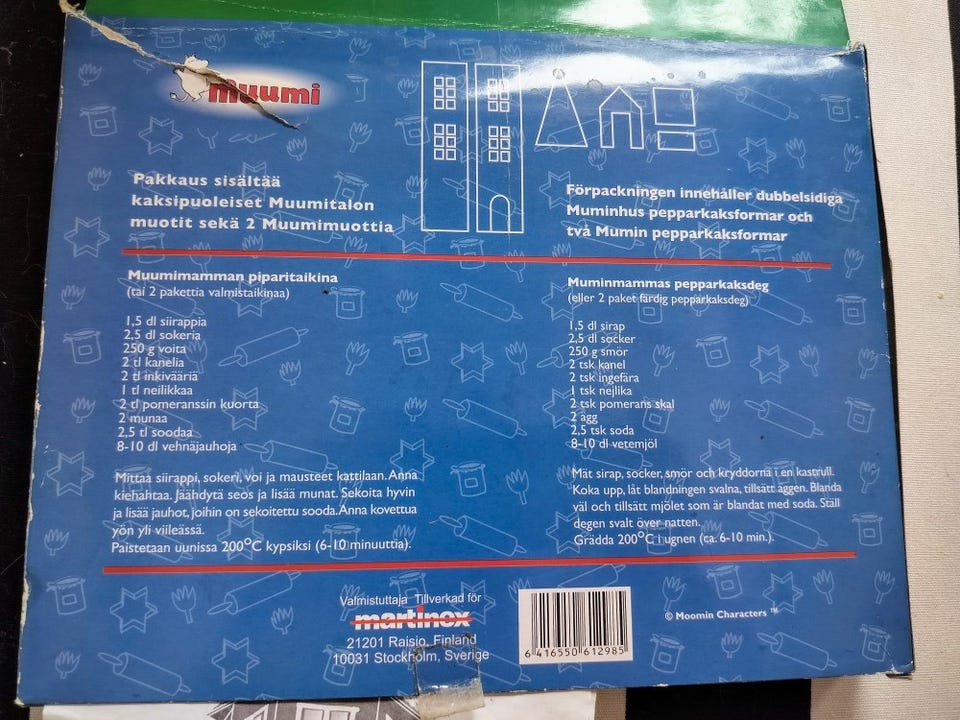 muumi
Pakkaus sisältää
kaksipuoleiset Muumitalon
muotit sekä 2 Muumimuottia
Förpackningen innehåller dubbelsidiga
Muminhus pepparkaksformar och
två Mumin pepparkaksformar
Muumimamman piparitaikina
(tai 2 pakettia valmistaikinaa)
1,5 dl siirappia
2,5 dl sokeria
250 g voita
2 tl kanelia
2 tl inkivääriä
1 tl neilikkaa
2 tl pomeranssin kuorta
2 munaa
2,5 tl soodaa
8-10 dl vehnäjauhoja
Mittaa siirappi, sokeri, voi ja mausteet kattilaan. Anna
kiehahtaa. Jäähdytä seos ja lisää munat. Sekoita hyvin
ja lisää jauhot, joihin on sekoitettu sooda. Anna kovettua
yön yli viileässä.
Paistetaan uunissa 200°C kypsiksi (6-10 minuuttia).
Muminmammas pepparkaksdeg
(eller 2 paket färdig pepparkaksdeg)
1,5 dl sirap
2,5 dl socker
250 g smör
2 tsk kanel
2 tsk ingefära
1 tsk nejlika
2 tsk pomerans skal
2 ägg
2,5 tsk soda
8-10 dl vetemjöl
Mät sirap, socker, smör och kryddorna i en kastrull.
Koka upp, låt blandningen svalna, tillsätt äggen. Blanda
väl och tillsätt mjölet som är blandat med soda. Ställ
degen svalt över natten.
Grädda 200°C i ugnen (ca. 6-10 min.).
Valmistuttaja Tillverkad för
martinex
21201 Raisio, Finland
10031 Stockholm, Sverige
6 416550 612985
© Moomin Characters ™